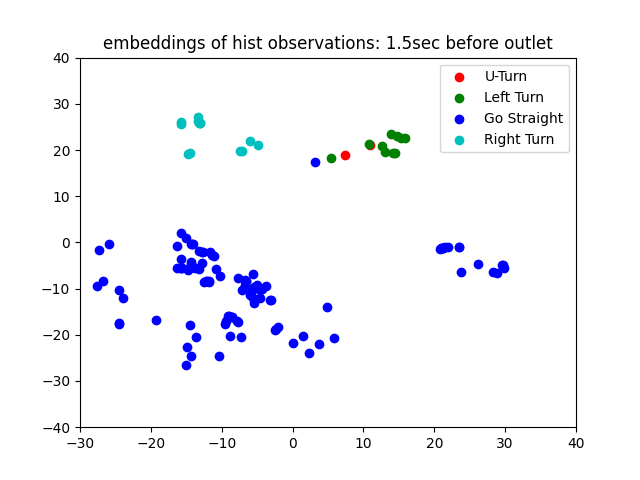 embeddings of hist observations: 1.5sec before outlet
40
30
20
10
0
−10
−20
−30
−40
U-Turn
Left Turn
Go Straight
Right Turn
−30 −20 −10 0 10 20 30 40